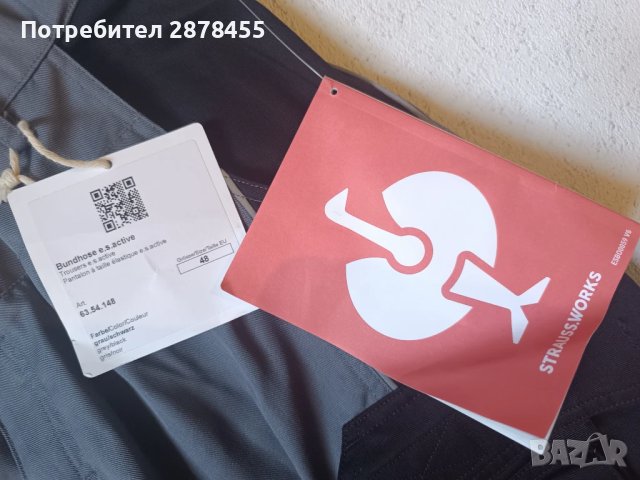 Потребител 2878455
Bundhose e.s.active
Trousers e.s.active
Pantalon à taille élastique e.s.active
Grösse/Size/Taille EU
48
Art.
63.54.148
Farbe/Color/Couleur
grau/schwarz
grey/black
gris/noir
STRAUSS.WORKS
BAZAR